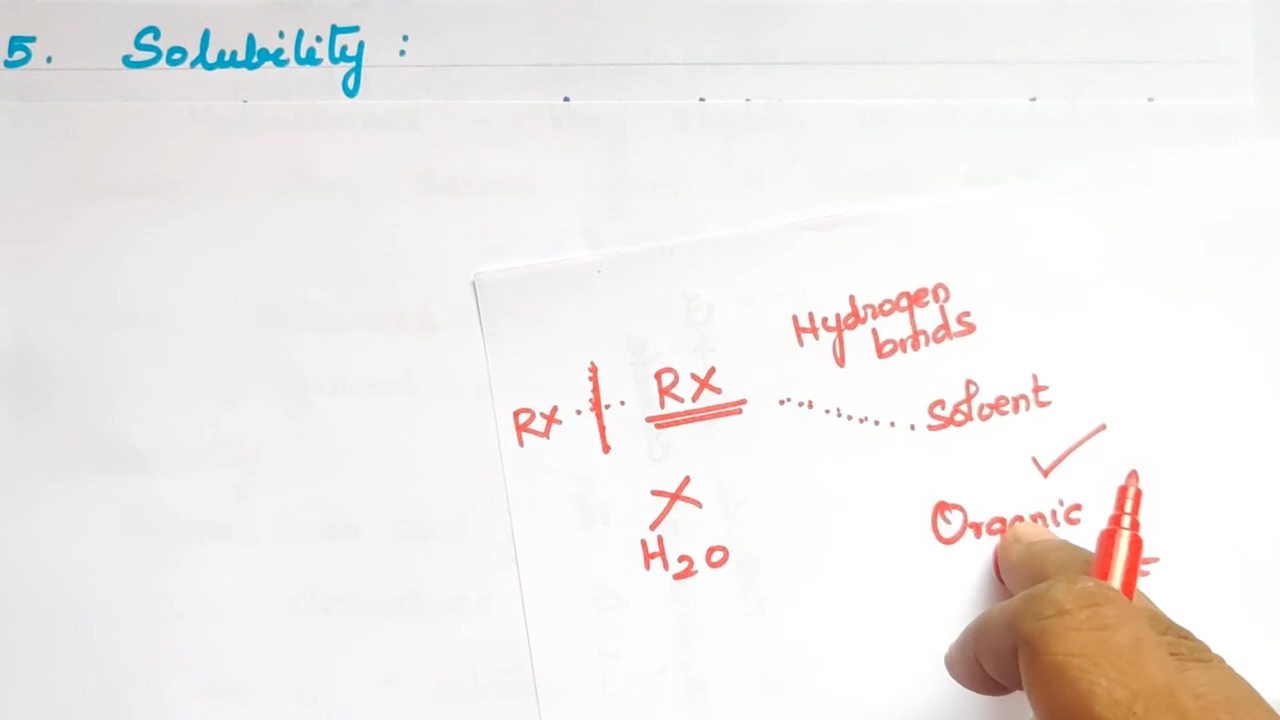 5. Solubility :
Hydrogen
bonds
RX RX Solvent
X
H2O
Organic